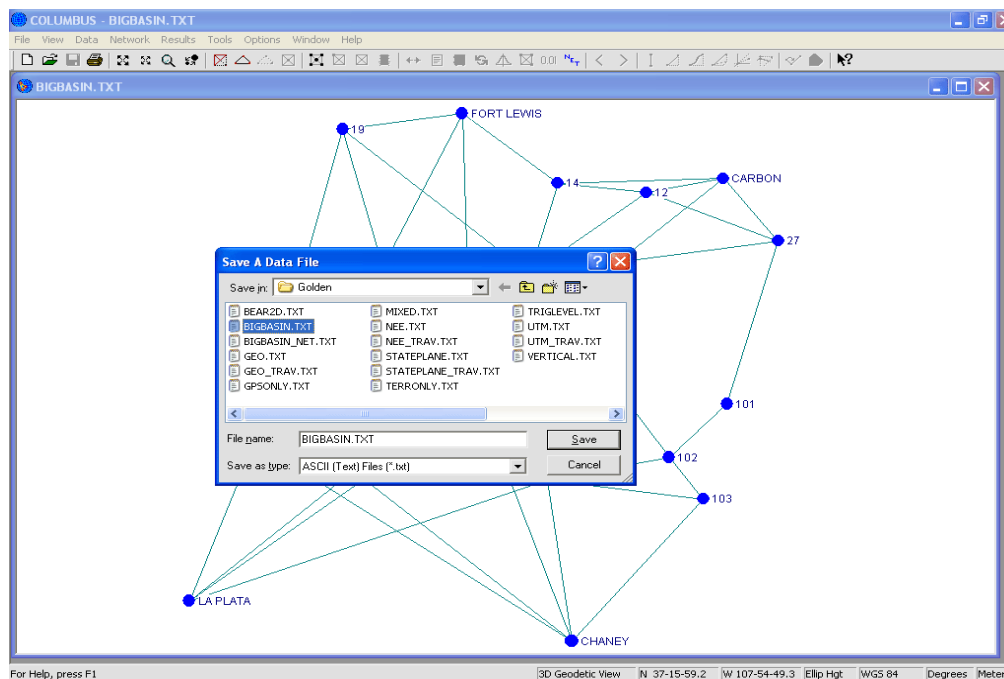 COLUMBUS - BIGBASIN.TXT
File View Data Network Results Tools Options Window Help
0.01 NET
BIGBASIN.TXT
FORT LEWIS
19
14
12
CARBON
27
Save A Data File
Save in: Golden
BEAR2D.TXT MIXED.TXT TRIGLEVEL.TXT
BIGBASIN.TXT NEE.TXT UTM.TXT
BIGBASIN_NET.TXT NEE_TRAV.TXT UTM_TRAV.TXT
GEO.TXT STATEPLANE.TXT VERTICAL.TXT
GEO_TRAV.TXT STATEPLANE_TRAV.TXT
GPSONLY.TXT TERRONLY.TXT
File name: BIGBASIN.TXT Save
Save as type: ASCII (Text) Files (*.txt) Cancel
101
102
103
LA PLATA
CHANEY
For Help, press F1 3D Geodetic View N 37-15-59.2 W 107-54-49.3 Ellip Hgt WGS 84 Degrees Meter